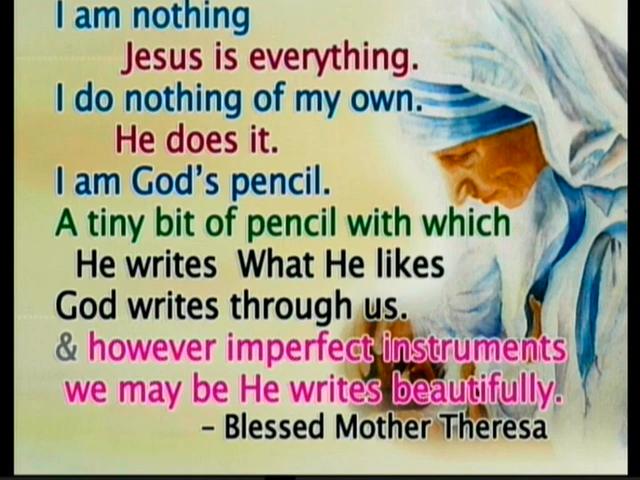 I am nothing
Jesus is everything.
I do nothing of my own.
He does it.
I am God's pencil.
A tiny bit of pencil with which
He writes What He likes
God writes through us.
& however imperfect instruments
we may be He writes beautifully.
– Blessed Mother Theresa